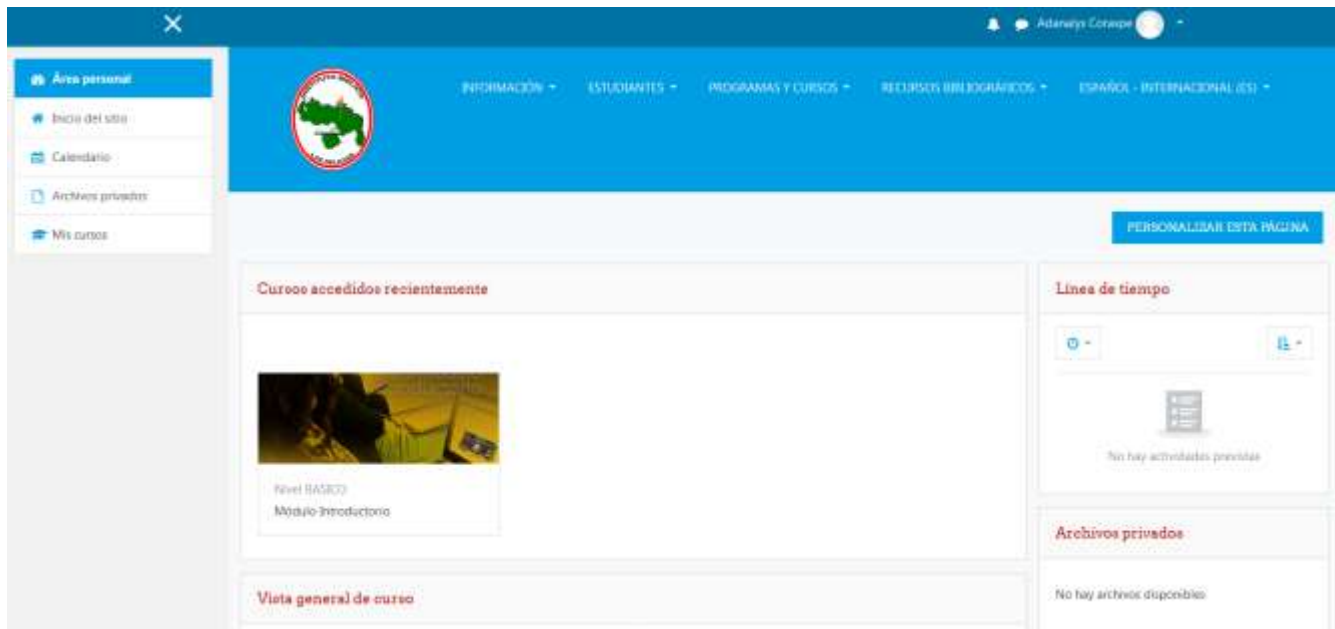 Adanelys Coraspe
Área personal
Inicio del sitio
Calendario
Archivos privados
Mis cursos
INFORMACIÓN
ESTUDIANTES
PROGRAMAS Y CURSOS
RECURSOS BIBLIOGRÁFICOS
ESPAÑOL - INTERNACIONAL (ES)
PERSONALIZAR ESTA PÁGINA
Cursos accedidos recientemente
Nivel BASICO
Módulo Introductorio
Vista general de curso
Línea de tiempo
No hay actividades previstas
Archivos privados
No hay archivos disponibles